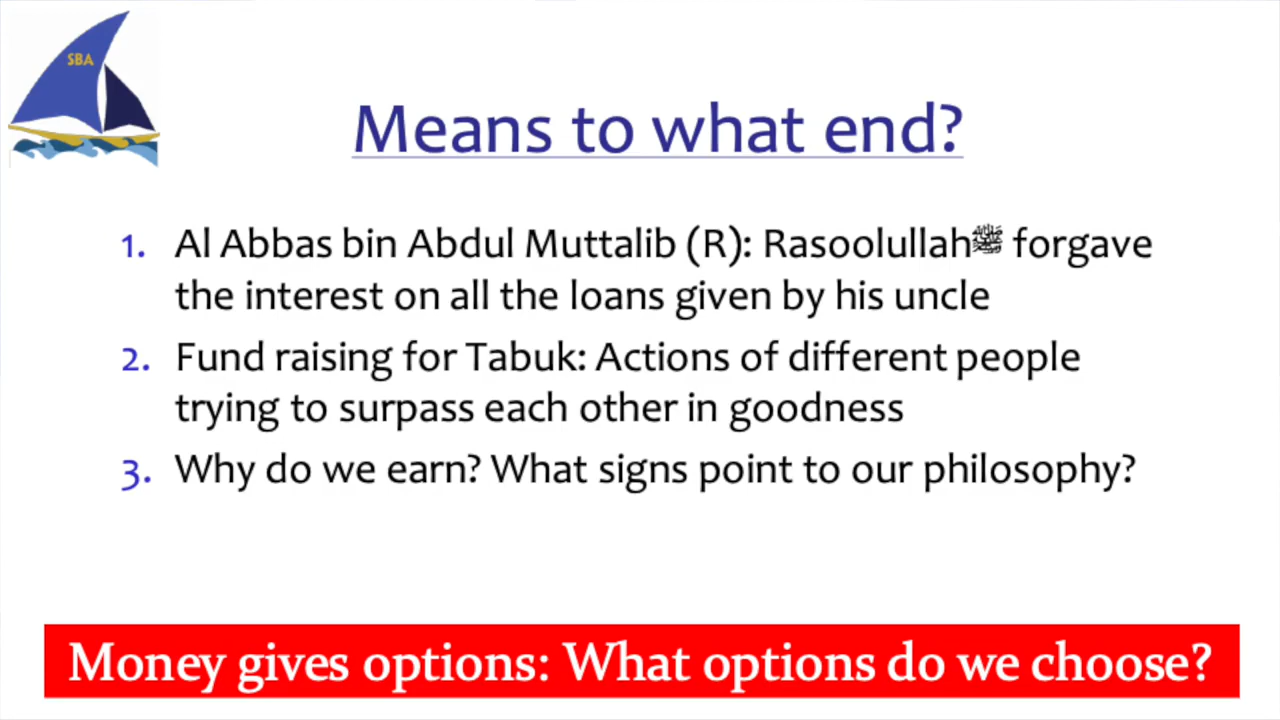 SBA
Means to what end?
1. Al Abbas bin Abdul Muttalib (R): Rasoolullahﷺ forgave
the interest on all the loans given by his uncle
2. Fund raising for Tabuk: Actions of different people
trying to surpass each other in goodness
3. Why do we earn? What signs point to our philosophy?
Money gives options: What options do we choose?